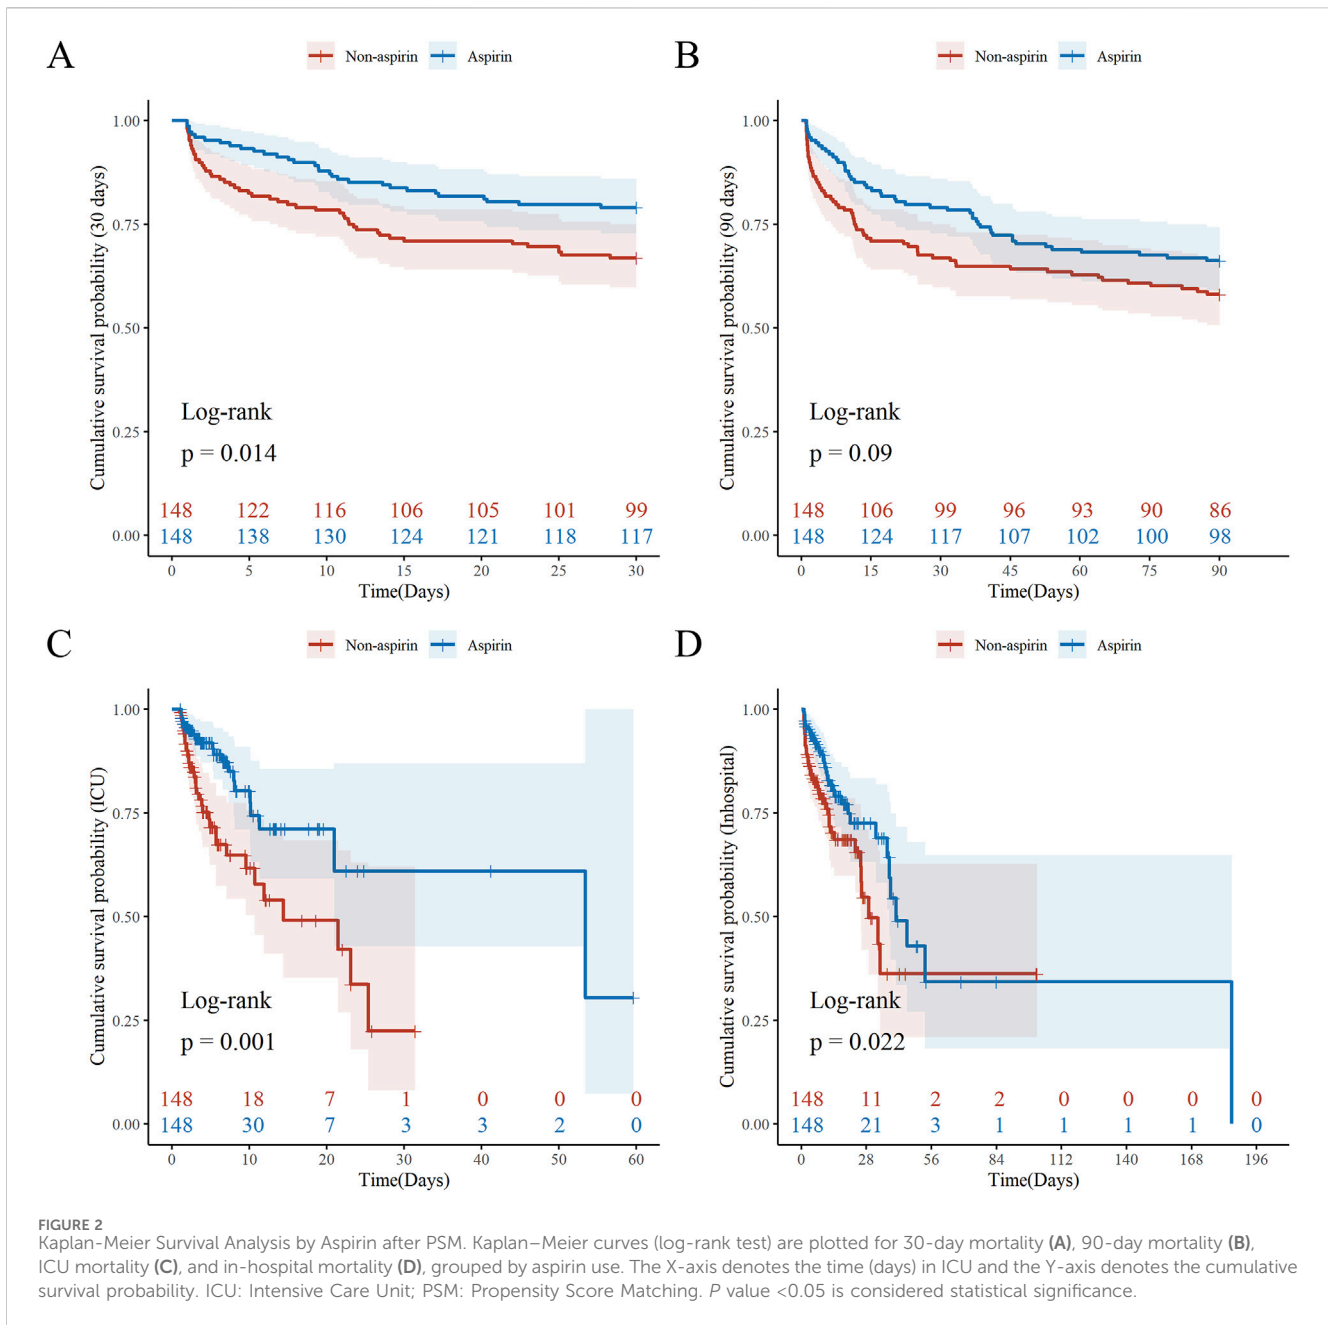 A
Non-aspirin
Aspirin
Cumulative survival probability (30 days)
1.00
0.75
0.50
0.25
0.00
Log-rank
p = 0.014
148 122 116 106 105 101 99
148 138 130 124 121 118 117
0 5 10 15 20 25 30
Time(Days)
B
Non-aspirin
Aspirin
Cumulative survival probability (90 days)
1.00
0.75
0.50
0.25
0.00
Log-rank
p = 0.09
148 106 99 96 93 90 86
148 124 117 107 102 100 98
0 15 30 45 60 75 90
Time(Days)
C
Non-aspirin
Aspirin
Cumulative survival probability (ICU)
1.00
0.75
0.50
0.25
0.00
Log-rank
p = 0.001
148 18 7 1 0 0 0
148 30 7 3 3 2 0
0 10 20 30 40 50 60
Time(Days)
D
Non-aspirin
Aspirin
Cumulative survival probability (Inhospital)
1.00
0.75
0.50
0.25
0.00
Log-rank
p = 0.022
148 11 2 2 0 0 0 0
148 21 3 1 1 1 1 0
0 28 56 84 112 140 168 196
Time(Days)
FIGURE 2
Kaplan-Meier Survival Analysis by Aspirin after PSM. Kaplan–Meier curves (log-rank test) are plotted for 30-day mortality (A), 90-day mortality (B),
ICU mortality (C), and in-hospital mortality (D), grouped by aspirin use. The X-axis denotes the time (days) in ICU and the Y-axis denotes the cumulative
survival probability. ICU: Intensive Care Unit; PSM: Propensity Score Matching. P value <0.05 is considered statistical significance.